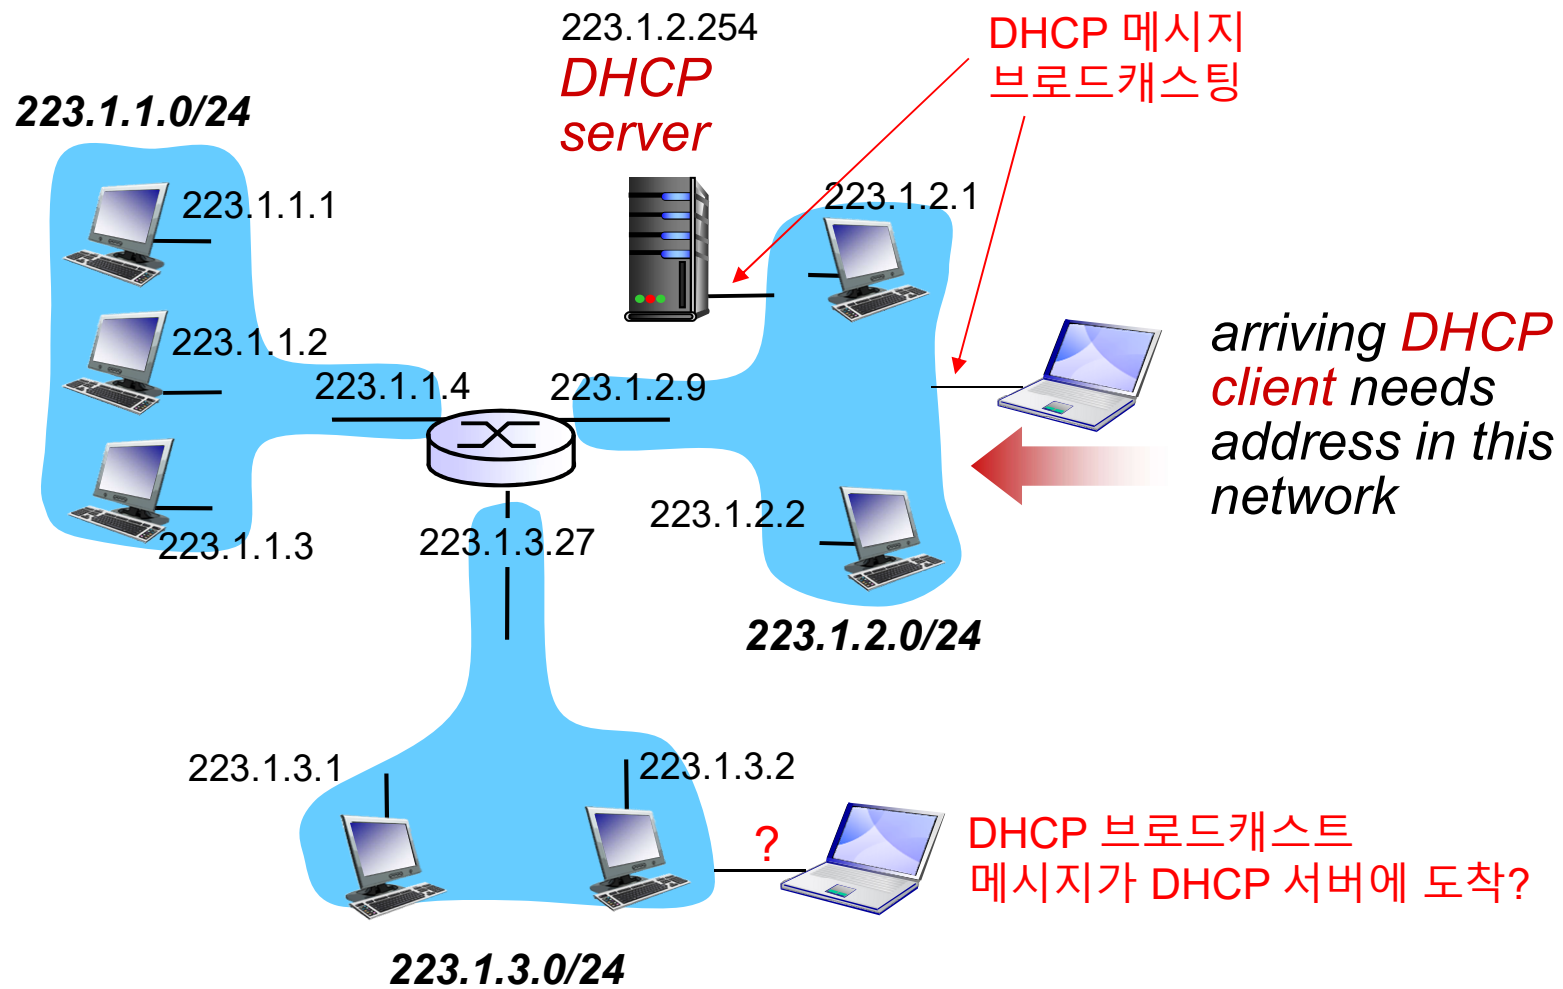 223.1.2.254
DHCP
server
DHCP 메시지
브로드캐스팅
223.1.1.0/24
223.1.1.1
223.1.2.1
223.1.1.2
223.1.1.4
223.1.2.9
arriving DHCP
client needs
address in this
network
223.1.1.3
223.1.3.27
223.1.2.2
223.1.2.0/24
223.1.3.1
223.1.3.2
?
DHCP 브로드캐스트
메시지가 DHCP 서버에 도착?
223.1.3.0/24